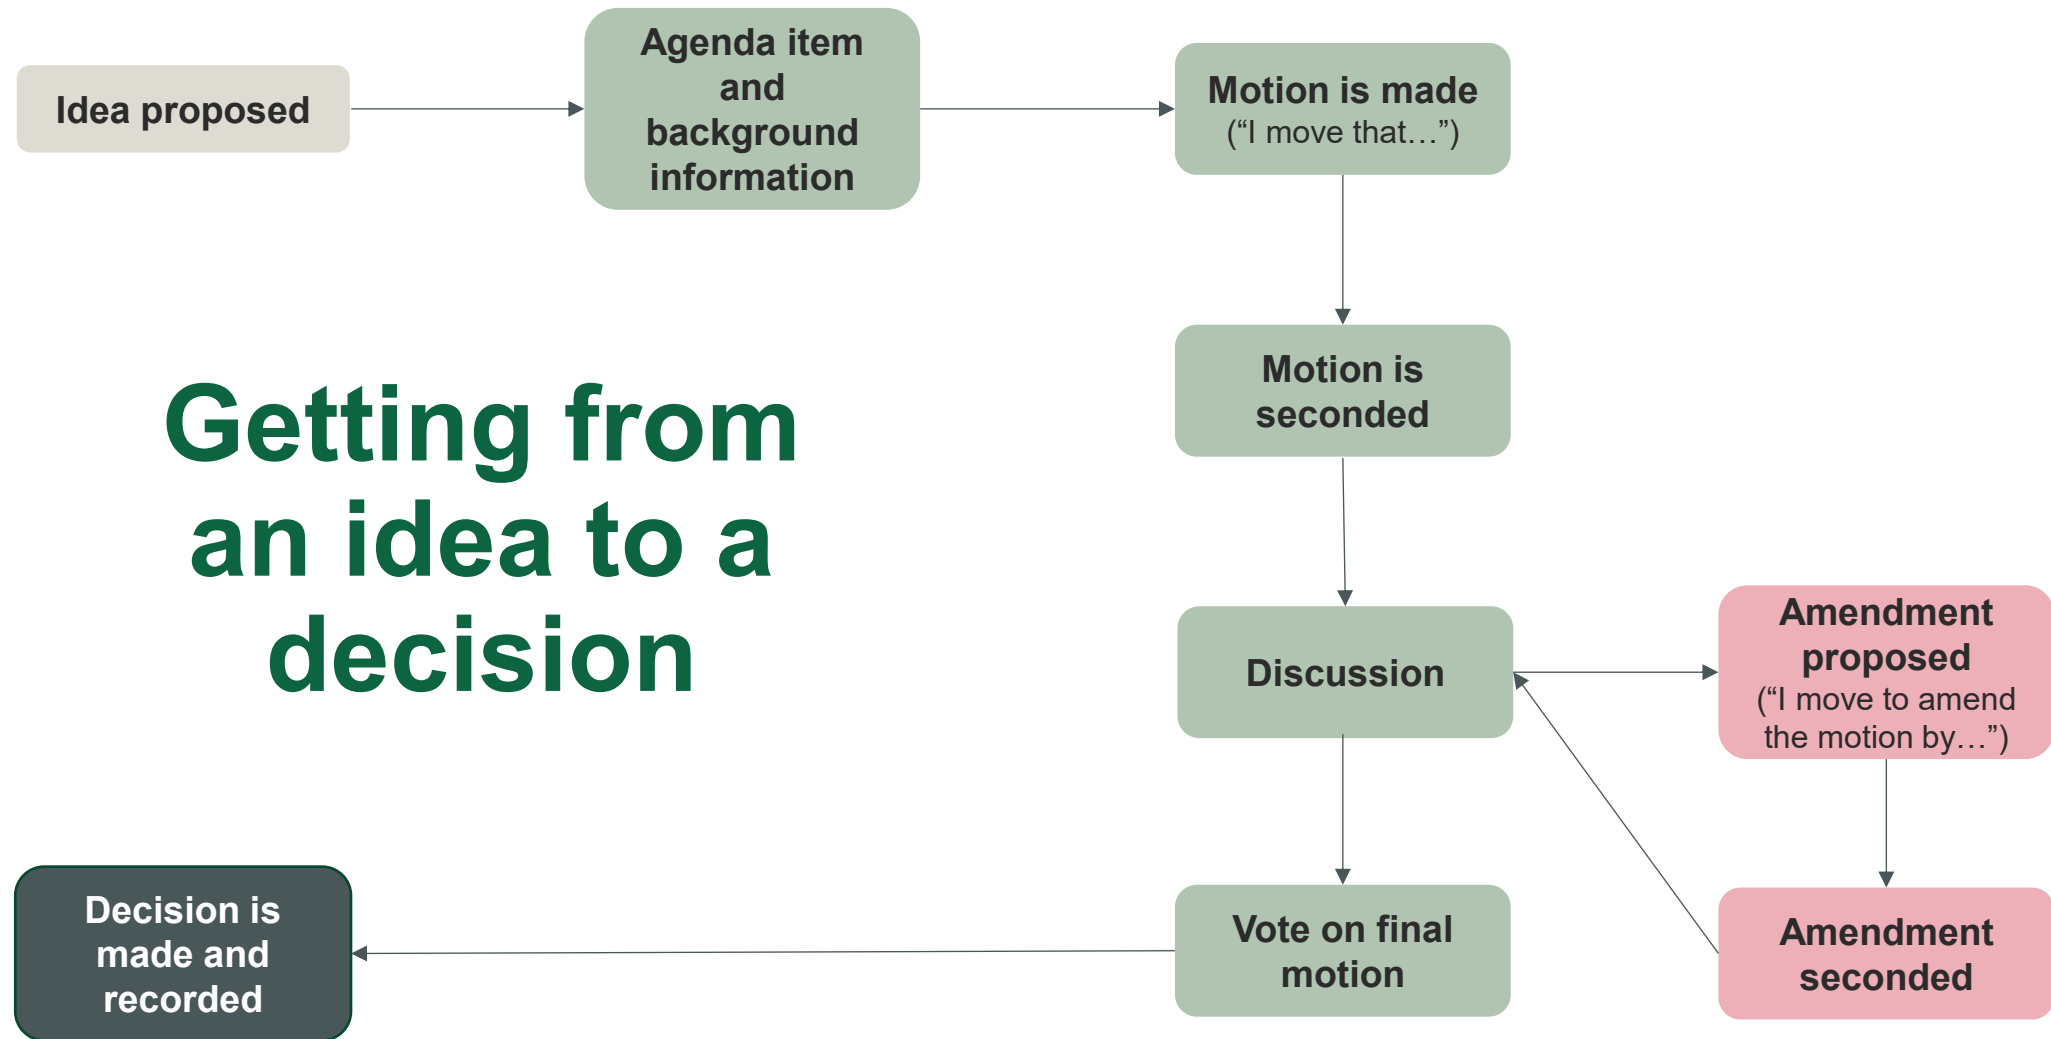 Idea proposed
Agenda item
and
background
information
Motion is made
(“I move that…”)
Motion is
seconded
Getting from
an idea to a
decision
Discussion
Amendment
proposed
(“I move to amend
the motion by…”)
Vote on final
motion
Amendment
seconded
Decision is
made and
recorded